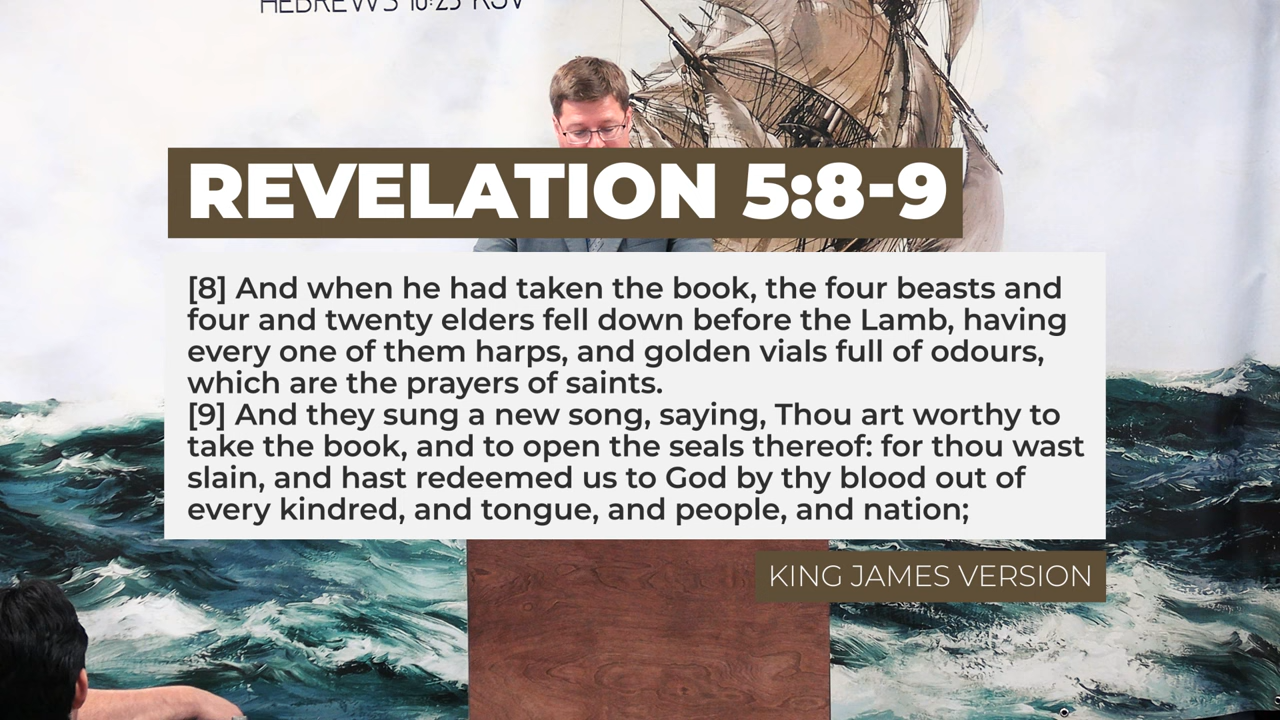 HEBREWS 10:23 RSV
REVELATION 5:8-9
[8] And when he had taken the book, the four beasts and
four and twenty elders fell down before the Lamb, having
every one of them harps, and golden vials full of odours,
which are the prayers of saints.
[9] And they sung a new song, saying, Thou art worthy to
take the book, and to open the seals thereof: for thou wast
slain, and hast redeemed us to God by thy blood out of
every kindred, and tongue, and people, and nation;
KING JAMES VERSION